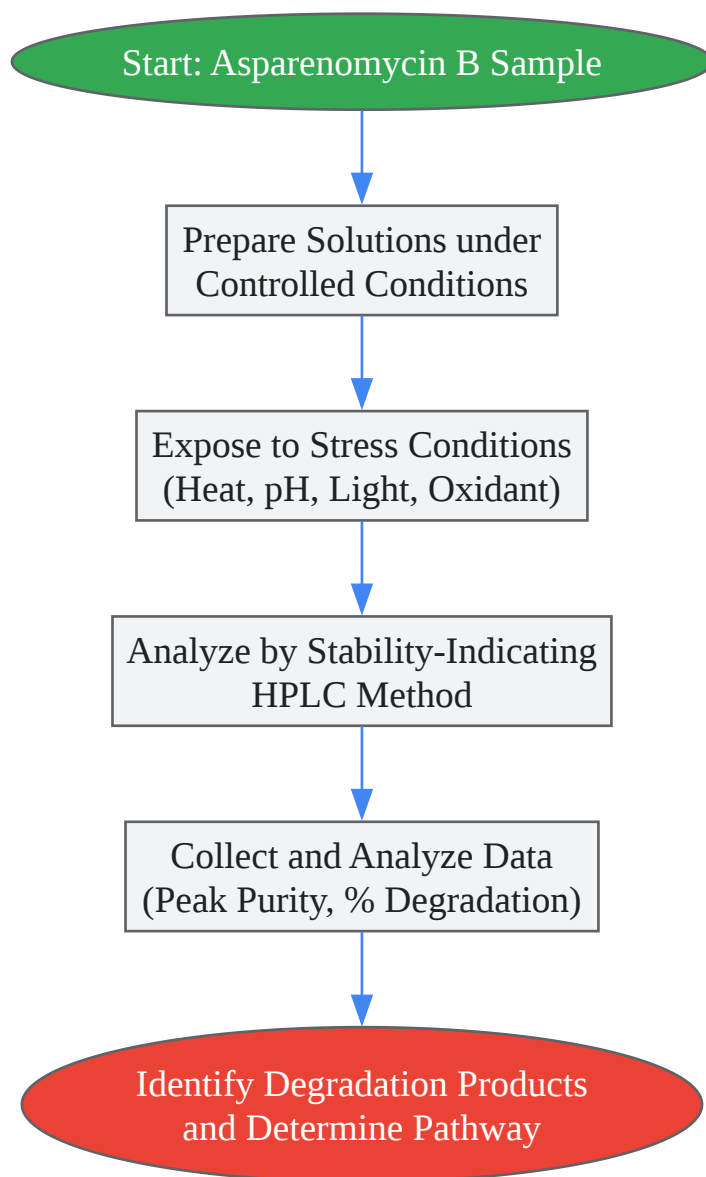 Start: Asparenomycin B Sample
Prepare Solutions under
Controlled Conditions
Expose to Stress Conditions
(Heat, pH, Light, Oxidant)
Analyze by Stability-Indicating
HPLC Method
Collect and Analyze Data
(Peak Purity, % Degradation)
Identify Degradation Products
and Determine Pathway